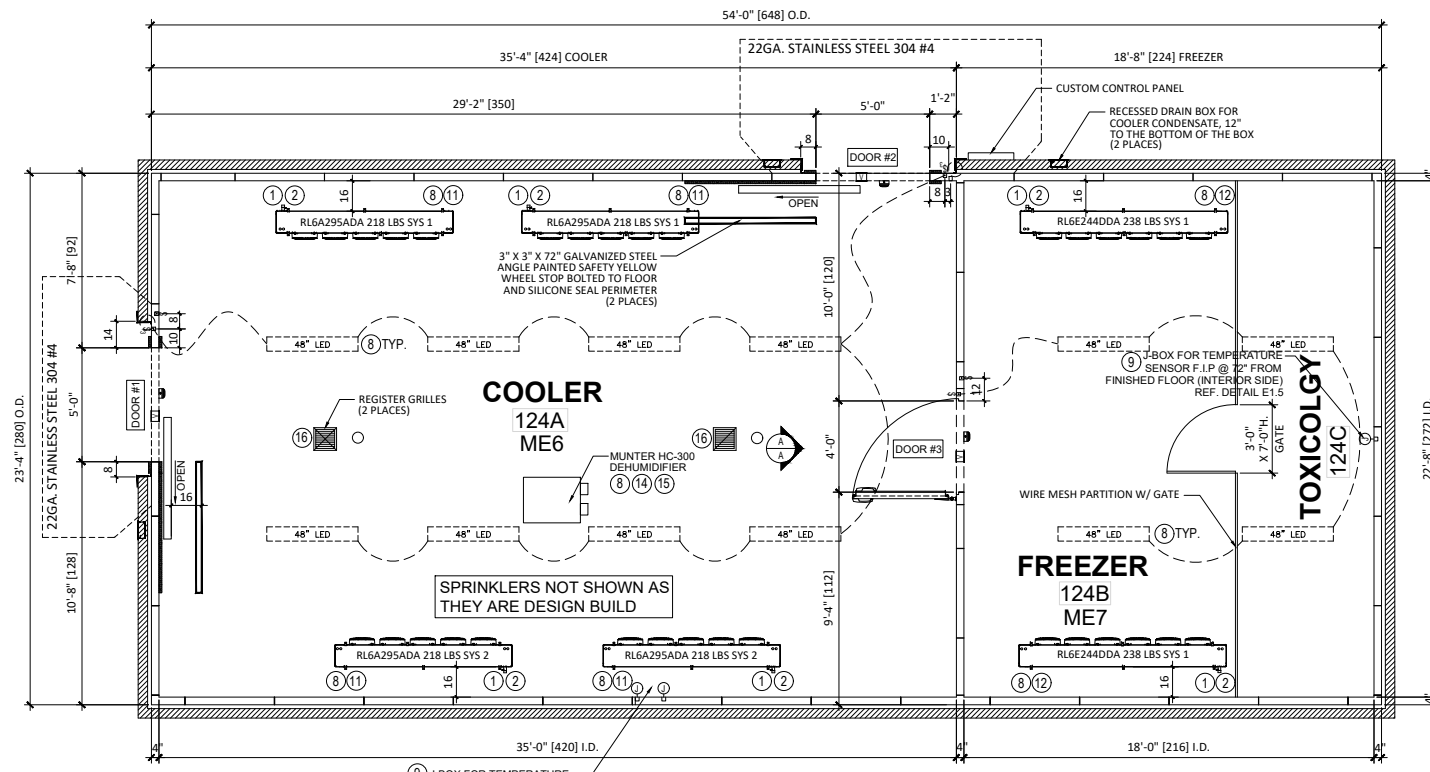 54'-0" [648] O.D.
22GA. STAINLESS STEEL 304 #4
35'-4" [424] COOLER
18'-8" [224] FREEZER
CUSTOM CONTROL PANEL
29'-2" [350]
5'-0"
1'-2"
RECESSED DRAIN BOX FOR
COOLER CONDENSATE, 12"
TO THE BOTTOM OF THE BOX
(2 PLACES)
8
10
DOOR #2
4"
16
8
3
16
OPEN
1 2
8 11
1 2
8 11
1 2
8 12
RL6A295ADA 218 LBS SYS 1
RL6A295ADA 218 LBS SYS 1
RL6E244DDA 238 LBS SYS 1
7'-8" [92]
3" X 3" X 72" GALVANIZED STEEL
ANGLE PAINTED SAFETY YELLOW
WHEEL STOP BOLTED TO FLOOR
AND SILICONE SEAL PERIMETER
(2 PLACES)
10'-0" [120]
14
8
10
48" LED
8 TYP.
48" LED
48" LED
48" LED
48" LED
48" LED
9 J-BOX FOR TEMPERATURE
SENSOR F.I.P @ 72" FROM
FINISHED FLOOR (INTERIOR SIDE)
REF. DETAIL E1.5
12
22GA. STAINLESS STEEL 304 #4
DOOR #1
5'-0"
COOLER
124A
ME6
REGISTER GRILLES
(2 PLACES)
16
16
A
A
4'-0"
DOOR #3
3'-0"
X 7'-0"H.
GATE
TOXICOLGY
124C
J
23'-4" [280] O.D.
22'-8" [272] I.D.
8
OPEN
16
MUNTER HC-300
DEHUMIDIFIER
8 14 15
WIRE MESH PARTITION W/ GATE
48" LED
48" LED
48" LED
48" LED
48" LED
8 TYP.
48" LED
10'-8" [128]
SPRINKLERS NOT SHOWN AS
THEY ARE DESIGN BUILD
9'-4" [112]
FREEZER
124B
ME7
RL6A295ADA 218 LBS SYS 2
RL6A295ADA 218 LBS SYS 2
RL6E244DDA 238 LBS SYS 1
8 11
16
1 2
8 11
J
J
1 2
8 12
16
1 2
4"
4"
35'-0" [420] I.D.
4"
18'-0" [216] I.D.
4"
9 J-BOX FOR TEMPERATURE